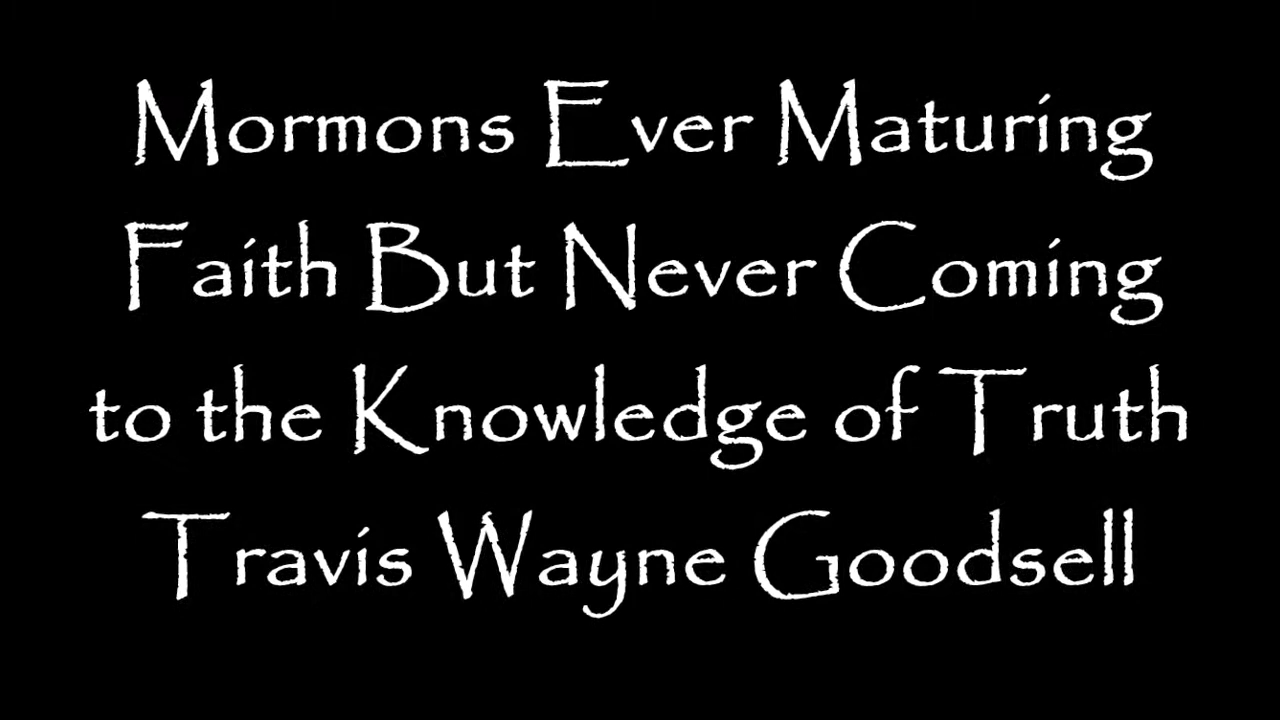 Mormons Ever Maturing
Faith But Never Coming
to the Knowledge of Truth
Travis Wayne Goodsell